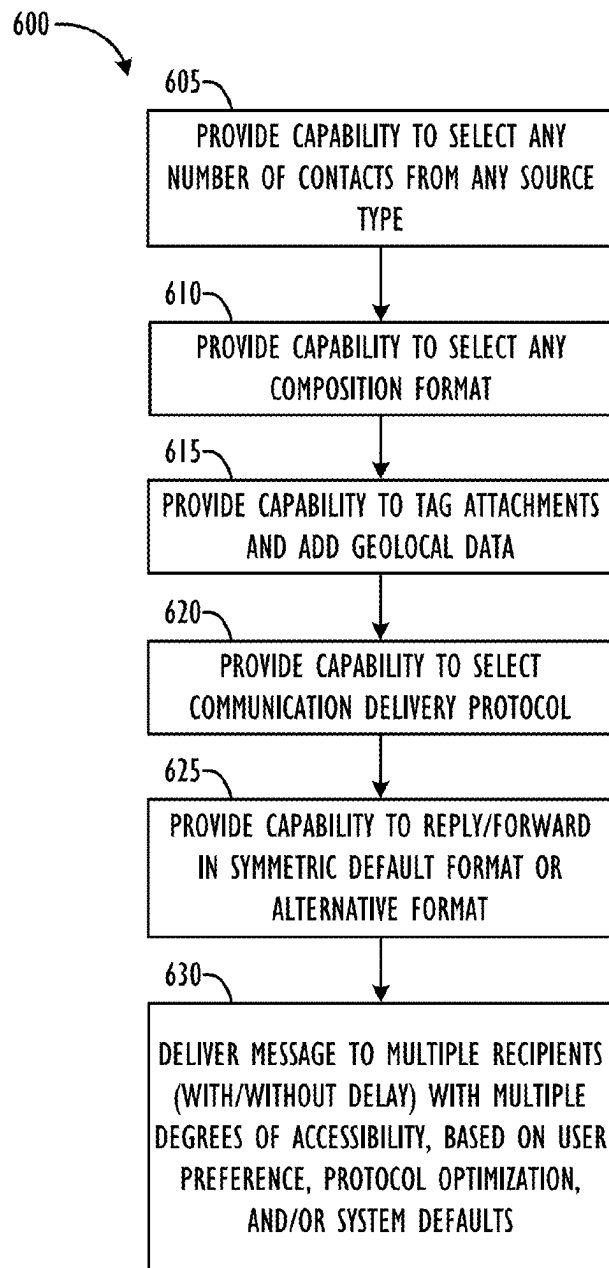 600
605
PROVIDE CAPABILITY TO SELECT ANY
NUMBER OF CONTACTS FROM ANY SOURCE
TYPE
610
PROVIDE CAPABILITY TO SELECT ANY
COMPOSITION FORMAT
615
PROVIDE CAPABILITY TO TAG ATTACHMENTS
AND ADD GEOLOCAL DATA
620
PROVIDE CAPABILITY TO SELECT
COMMUNICATION DELIVERY PROTOCOL
625
PROVIDE CAPABILITY TO REPLY/FORWARD
IN SYMMETRIC DEFAULT FORMAT OR
ALTERNATIVE FORMAT
630
DELIVER MESSAGE TO MULTIPLE RECIPIENTS
(WITH/WITHOUT DELAY) WITH MULTIPLE
DEGREES OF ACCESSIBILITY, BASED ON USER
PREFERENCE, PROTOCOL OPTIMIZATION,
AND/OR SYSTEM DEFAULTS